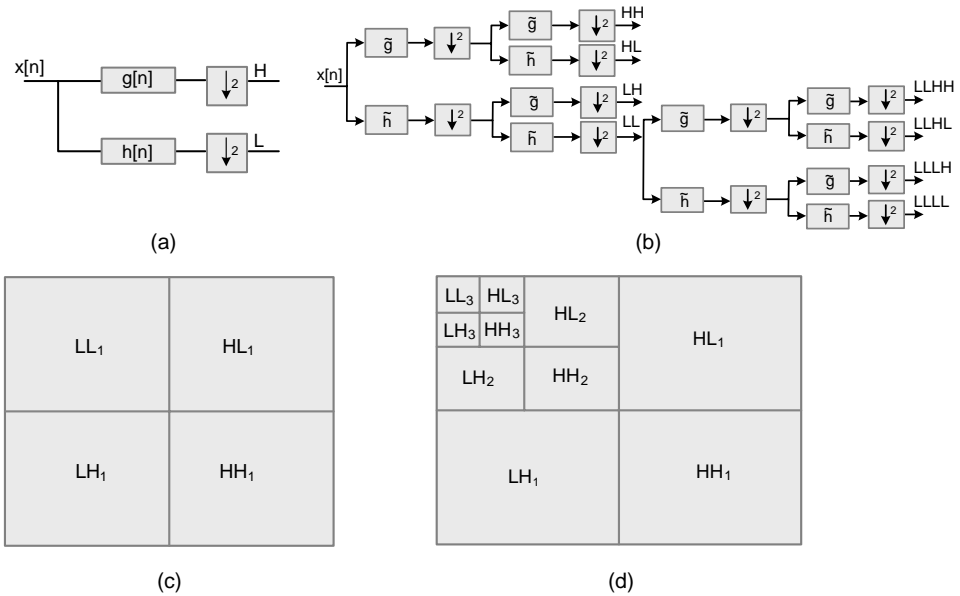 x[n]
g[n]
↓2
H
h[n]
↓2
L
(a)
x[n]
g̃
↓2
g̃
↓2
HH
h̃
↓2
HL
h̃
↓2
g̃
↓2
LH
h̃
↓2
LL
g̃
↓2
g̃
↓2
LLHH
h̃
↓2
LLHL
h̃
↓2
g̃
↓2
LLLH
h̃
↓2
LLLL
(b)
LL₁
HL₁
LH₁
HH₁
(c)
LL₃
HL₃
LH₃
HH₃
HL₂
LH₂
HH₂
HL₁
LH₁
HH₁
(d)